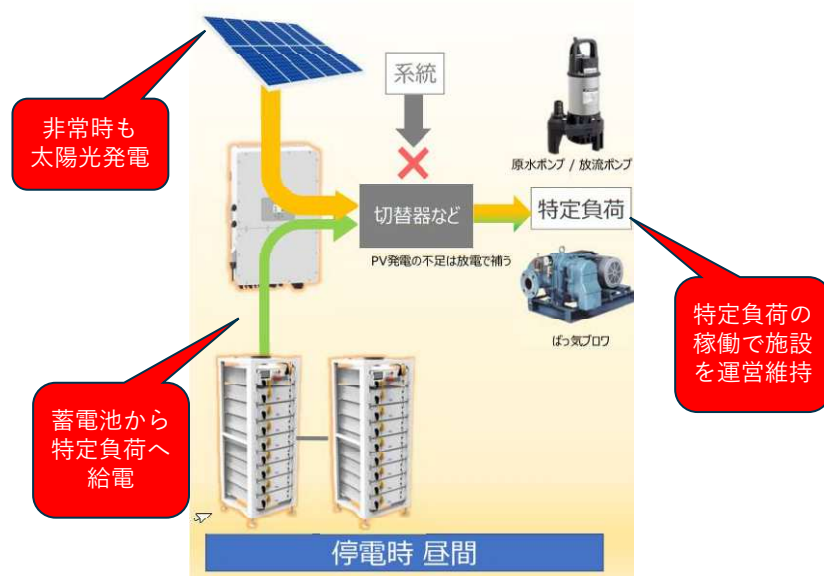 系統
非常時も
太陽光発電
原水ポンプ / 放流ポンプ
切替器など
特定負荷
PV発電の不足は放電で補う
ばっ気ブロワ
特定負荷の
稼働で施設
を運営維持
蓄電池から
特定負荷へ
給電
停電時 昼間